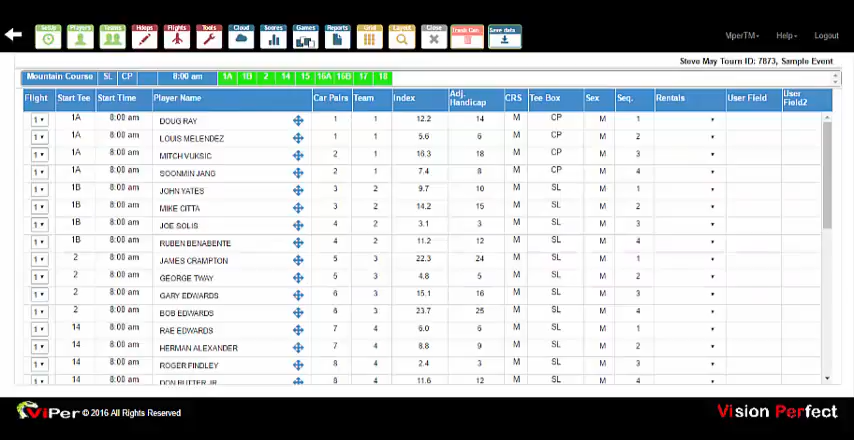 Setup Players Teams Hdcps Flights Tools Cloud Scores Games Reports Grid Layout Close Trash Can Save data ViperTM Help Logout
Steve May Tourn ID: 7873, Sample Event
Mountain Course SL CP 8:00 am 1A 1B 2 14 15 16A 16B 17 18
Flight Start Tee Start Time Player Name Car Pairs Team Index Adj. Handicap CRS Tee Box Sex Seq. Rentals User Field User Field2
1 1A 8:00 am DOUG RAY 1 1 12.2 14 M CP M 1
1 1A 8:00 am LOUIS MELENDEZ 1 1 5.6 6 M CP M 2
1 1A 8:00 am MITCH VUKSIC 2 1 16.3 18 M CP M 3
1 1A 8:00 am SOONMIN JANG 2 1 7.4 8 M CP M 4
1 1B 8:00 am JOHN YATES 3 2 9.7 10 M SL M 1
1 1B 8:00 am MIKE CITTA 3 2 14.2 15 M SL M 2
1 1B 8:00 am JOE SOLIS 4 2 3.1 3 M SL M 3
1 1B 8:00 am RUBEN BENABENTE 4 2 11.2 12 M SL M 4
1 2 8:00 am JAMES CRAMPTON 5 3 22.3 24 M SL M 1
1 2 8:00 am GEORGE TWAY 5 3 4.8 5 M SL M 2
1 2 8:00 am GARY EDWARDS 6 3 15.1 16 M SL M 3
1 2 8:00 am BOB EDWARDS 6 3 23.7 25 M SL M 4
1 14 8:00 am RAE EDWARDS 7 4 6.0 6 M SL M 1
1 14 8:00 am HERMAN ALEXANDER 7 4 8.8 9 M SL M 2
1 14 8:00 am ROGER FINDLEY 8 4 2.4 3 M SL M 3
1 14 8:00 am DON RUTTER JR 8 4 11.6 12 M SL M 4
ViPer © 2016 All Rights Reserved
Vision Perfect